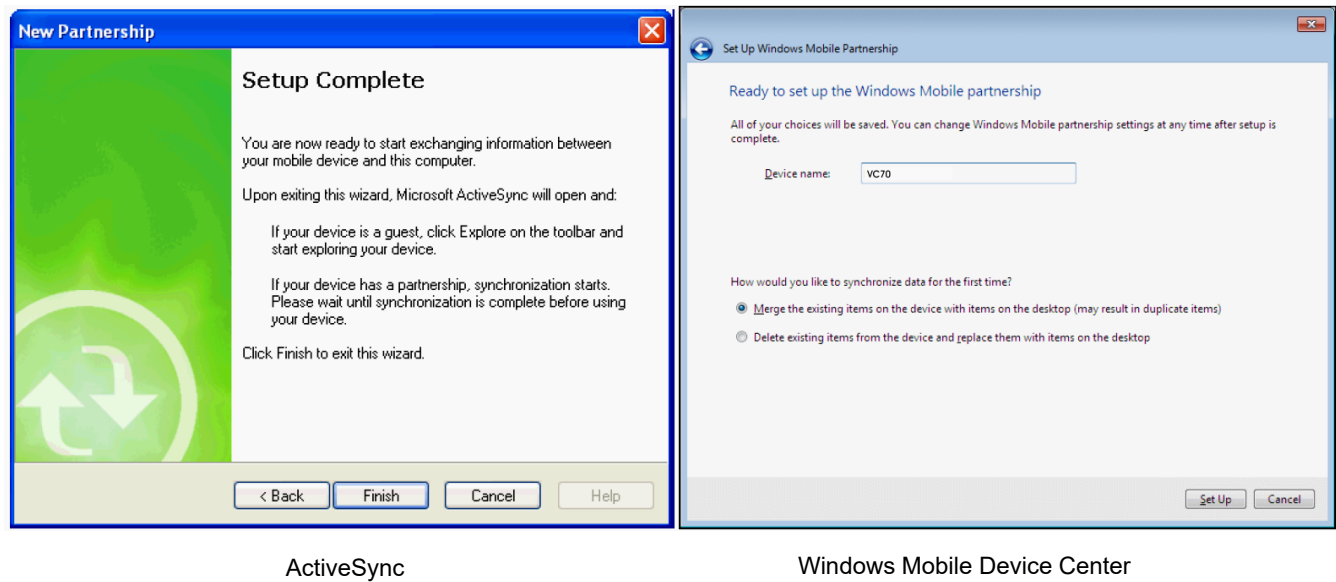 New Partnership
Setup Complete
You are now ready to start exchanging information between
your mobile device and this computer.
Upon exiting this wizard, Microsoft ActiveSync will open and:
If your device is a guest, click Explore on the toolbar and
start exploring your device.
If your device has a partnership, synchronization starts.
Please wait until synchronization is complete before using
your device.
Click Finish to exit this wizard.
< Back Finish Cancel Help
ActiveSync
Set Up Windows Mobile Partnership
Ready to set up the Windows Mobile partnership
All of your choices will be saved. You can change Windows Mobile partnership settings at any time after setup is
complete.
Device name: VC70
How would you like to synchronize data for the first time?
Merge the existing items on the device with items on the desktop (may result in duplicate items)
Delete existing items from the device and replace them with items on the desktop
Set Up Cancel
Windows Mobile Device Center